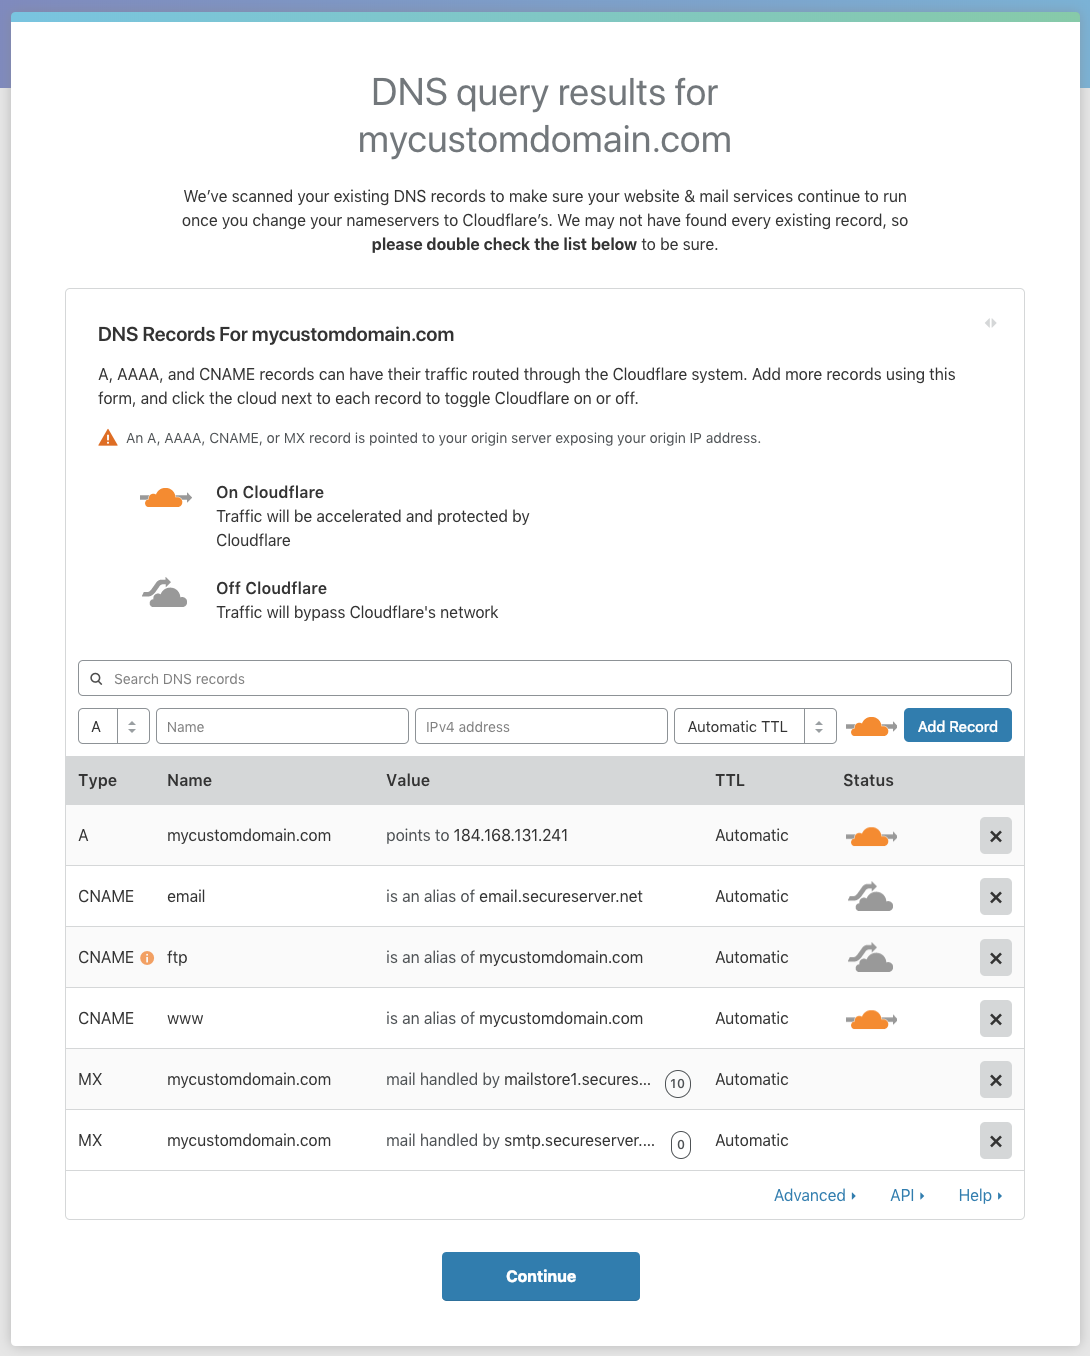 DNS query results for
mycustomdomain.com
We've scanned your existing DNS records to make sure your website & mail services continue to run
once you change your nameservers to Cloudflare's. We may not have found every existing record, so
please double check the list below to be sure.
DNS Records For mycustomdomain.com
A, AAAA, and CNAME records can have their traffic routed through the Cloudflare system. Add more records using this
form, and click the cloud next to each record to toggle Cloudflare on or off.
An A, AAAA, CNAME, or MX record is pointed to your origin server exposing your origin IP address.
On Cloudflare
Traffic will be accelerated and protected by
Cloudflare
Off Cloudflare
Traffic will bypass Cloudflare's network
Search DNS records
A Name IPv4 address Automatic TTL Add Record
Type Name Value TTL Status
A mycustomdomain.com points to 184.168.131.241 Automatic
CNAME email is an alias of email.secureserver.net Automatic
CNAME ftp is an alias of mycustomdomain.com Automatic
CNAME www is an alias of mycustomdomain.com Automatic
MX mycustomdomain.com mail handled by mailstore1.secures... 10 Automatic
MX mycustomdomain.com mail handled by smtp.secureserver.... 0 Automatic
Advanced API Help
Continue